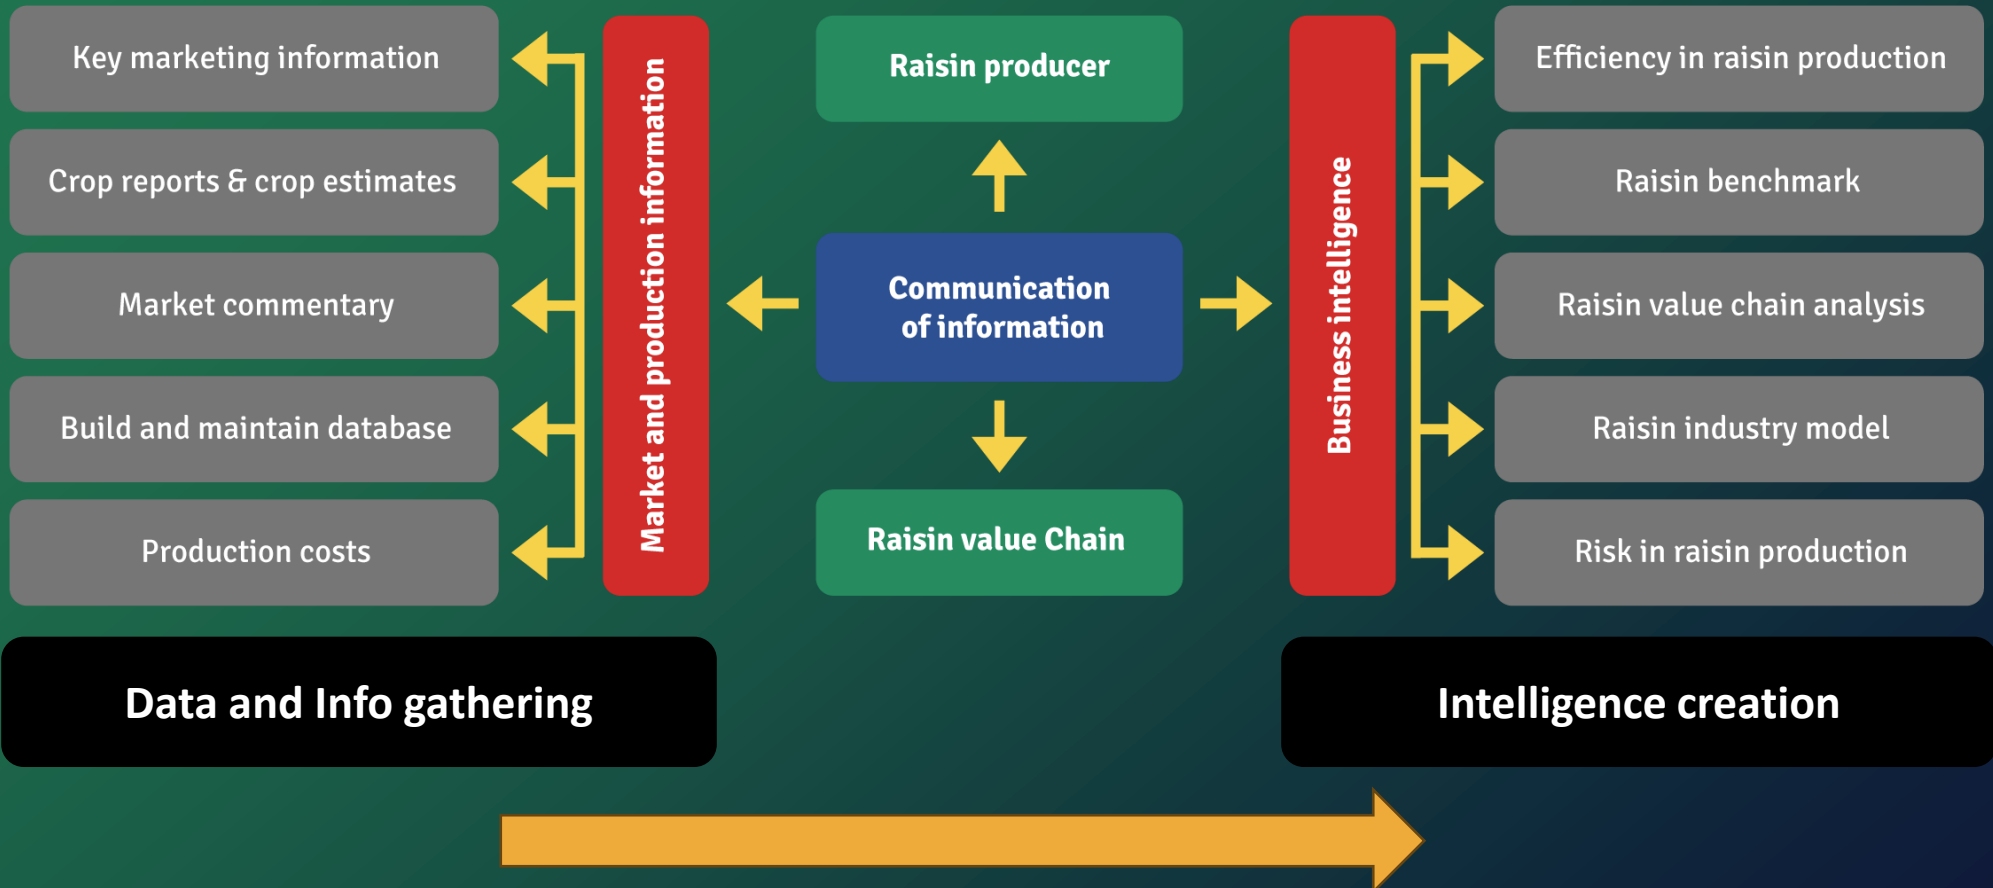 Key marketing information
Crop reports & crop estimates
Market commentary
Build and maintain database
Production costs
Market and production information
Raisin producer
Communication
of information
Raisin value Chain
Business intelligence
Efficiency in raisin production
Raisin benchmark
Raisin value chain analysis
Raisin industry model
Risk in raisin production
Data and Info gathering
Intelligence creation